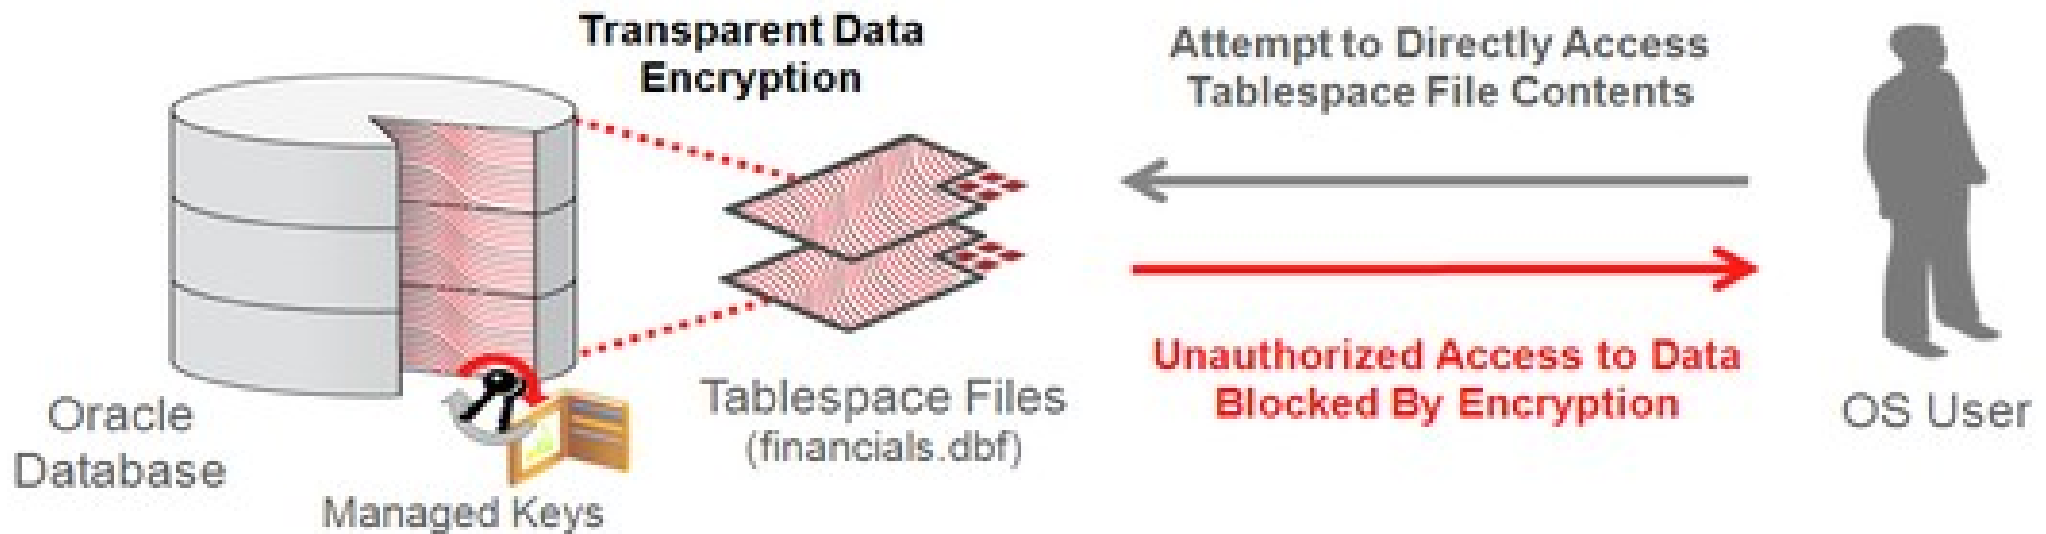 Transparent Data
Encryption
Attempt to Directly Access
Tablespace File Contents
Unauthorized Access to Data
Blocked By Encryption
Oracle
Database
Managed Keys
Tablespace Files
(financials.dbf)
OS User